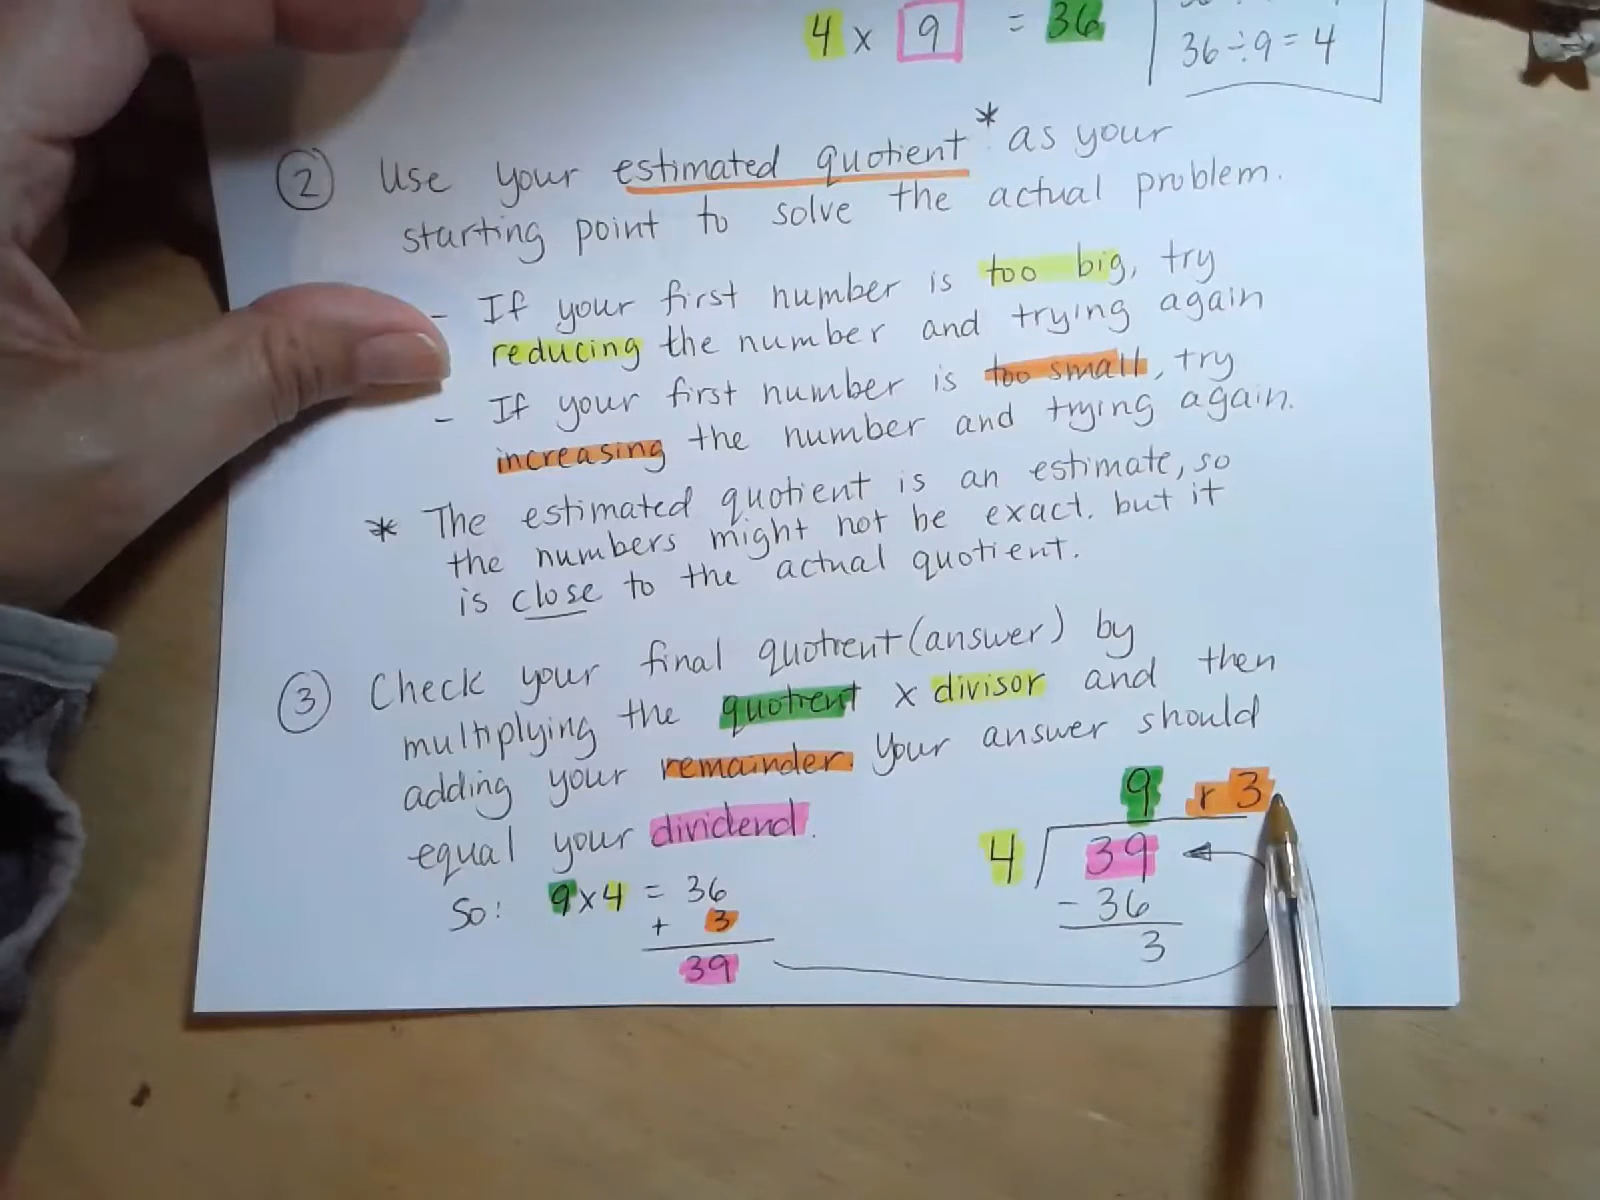 4 x 9 = 36
36 ÷ 9 = 4
2 Use your estimated quotient * as your
starting point to solve the actual problem.
- If your first number is too big, try
reducing the number and trying again
- If your first number is too small, try
increasing the number and trying again.
* The estimated quotient is an estimate, so
the numbers might not be exact. but it
is close to the actual quotient.
3 Check your final quotient (answer) by
multiplying the quotient x divisor and then
adding your remainder. Your answer should
equal your dividend.
So: 9 x 4 = 36
+ 3
39
9 r 3
4 39
- 36
3